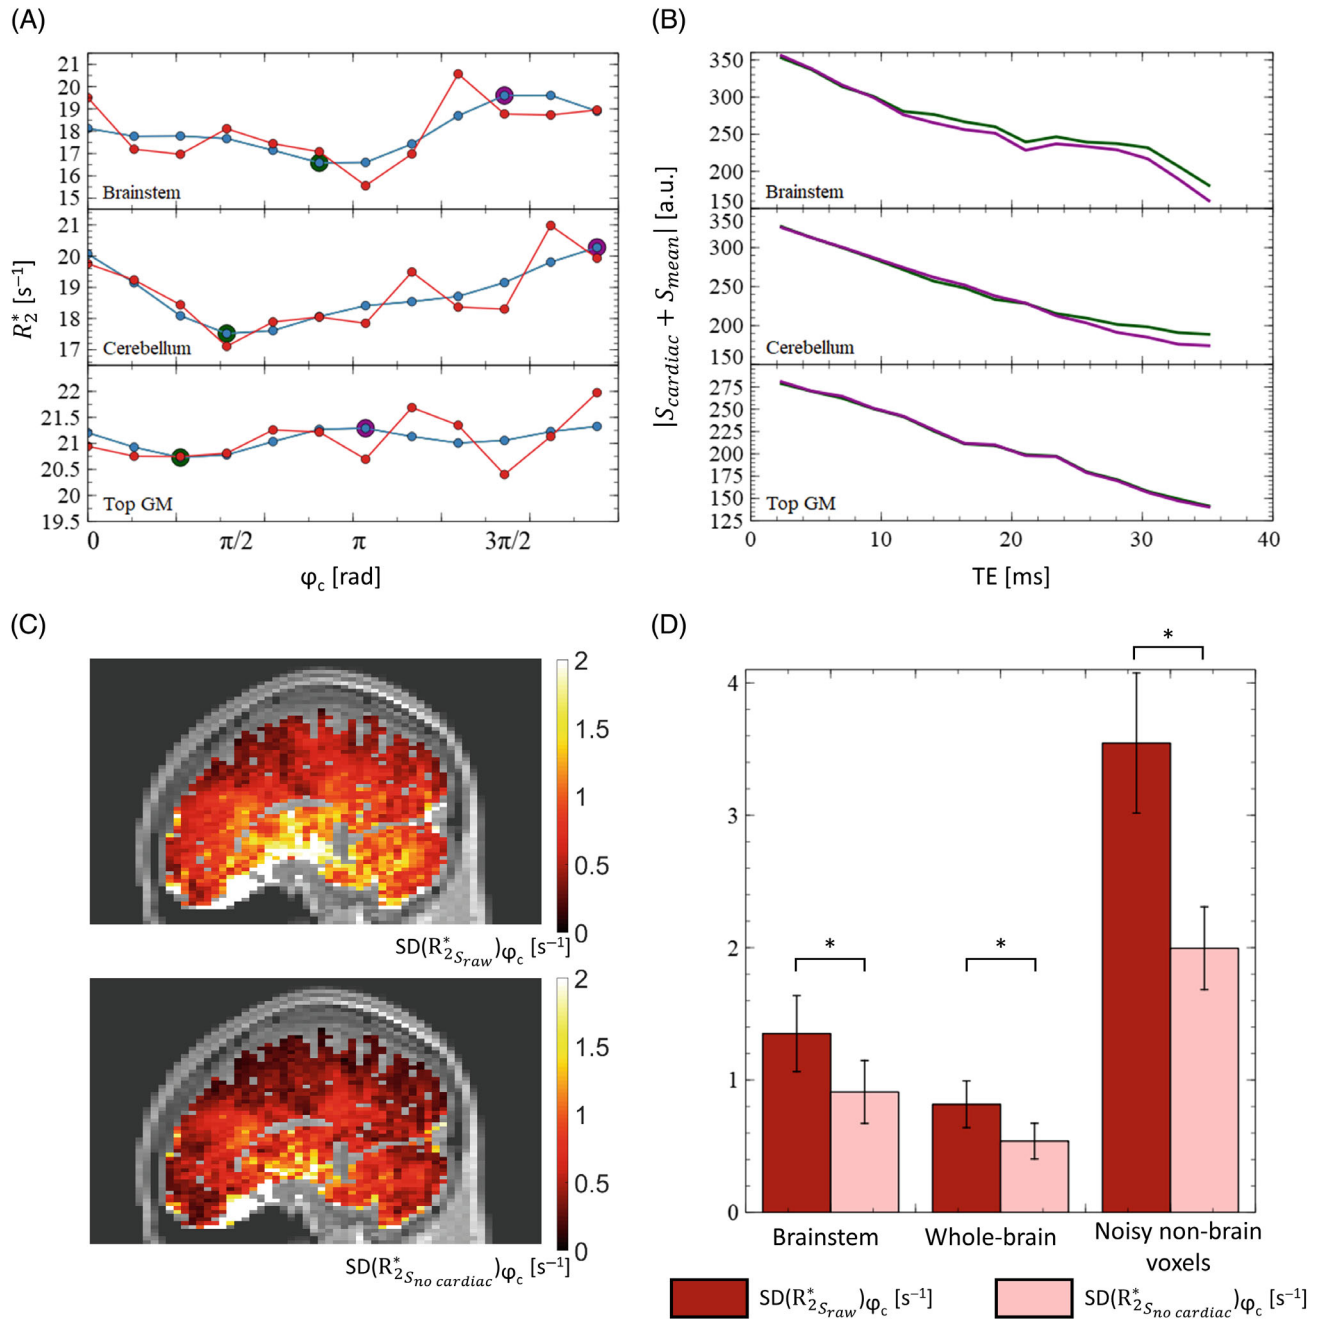 (A)
21
20
19
18
17
16
15
Brainstem
21
20
19
18
17
Cerebellum
22
21.5
21
20.5
20
19.5
Top GM
R₂* [s⁻¹]
0 π/2 π 3π/2
φc [rad]
(B)
350
300
250
200
150
Brainstem
350
300
250
200
150
Cerebellum
275
250
225
200
175
150
125
Top GM
|Scardiac + Smean| [a.u.]
0 10 20 30 40
TE [ms]
(C)
2
1.5
1
0.5
0
SD(R*2Sraw)φc [s⁻¹]
2
1.5
1
0.5
0
SD(R*2Sno cardiac)φc [s⁻¹]
(D)
*
4
3
2
* *
1
0
Brainstem Whole-brain Noisy non-brain
voxels
SD(R*2Sraw)φc [s⁻¹] SD(R*2Sno cardiac)φc [s⁻¹]